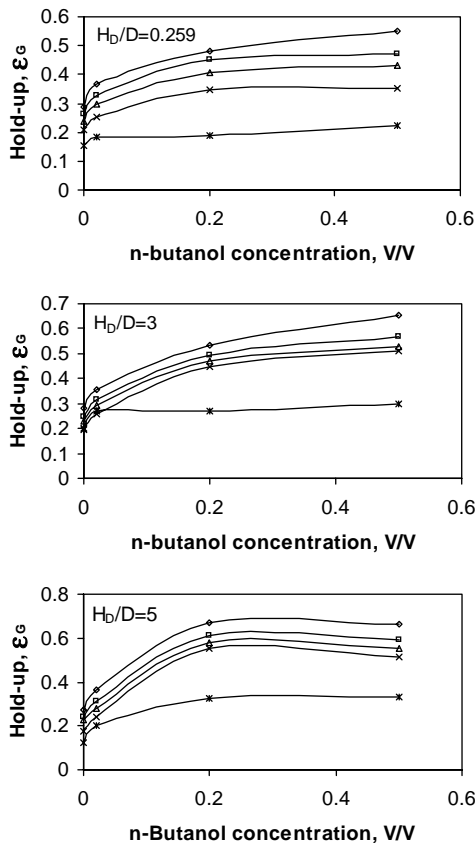 0.6
H_D/D=0.259
0.5
0.4
0.3
0.2
0.1
0
Hold-up, ε_G
0 0.2 0.4 0.6
n-butanol concentration, V/V
0.7
H_D/D=3
0.6
0.5
0.4
0.3
0.2
0.1
0
Hold-up, ε_G
0 0.2 0.4 0.6
n-butanol concentration, V/V
0.8
H_D/D=5
0.6
0.4
0.2
0
Hold-up, ε_G
0 0.2 0.4 0.6
n-Butanol concentration, V/V